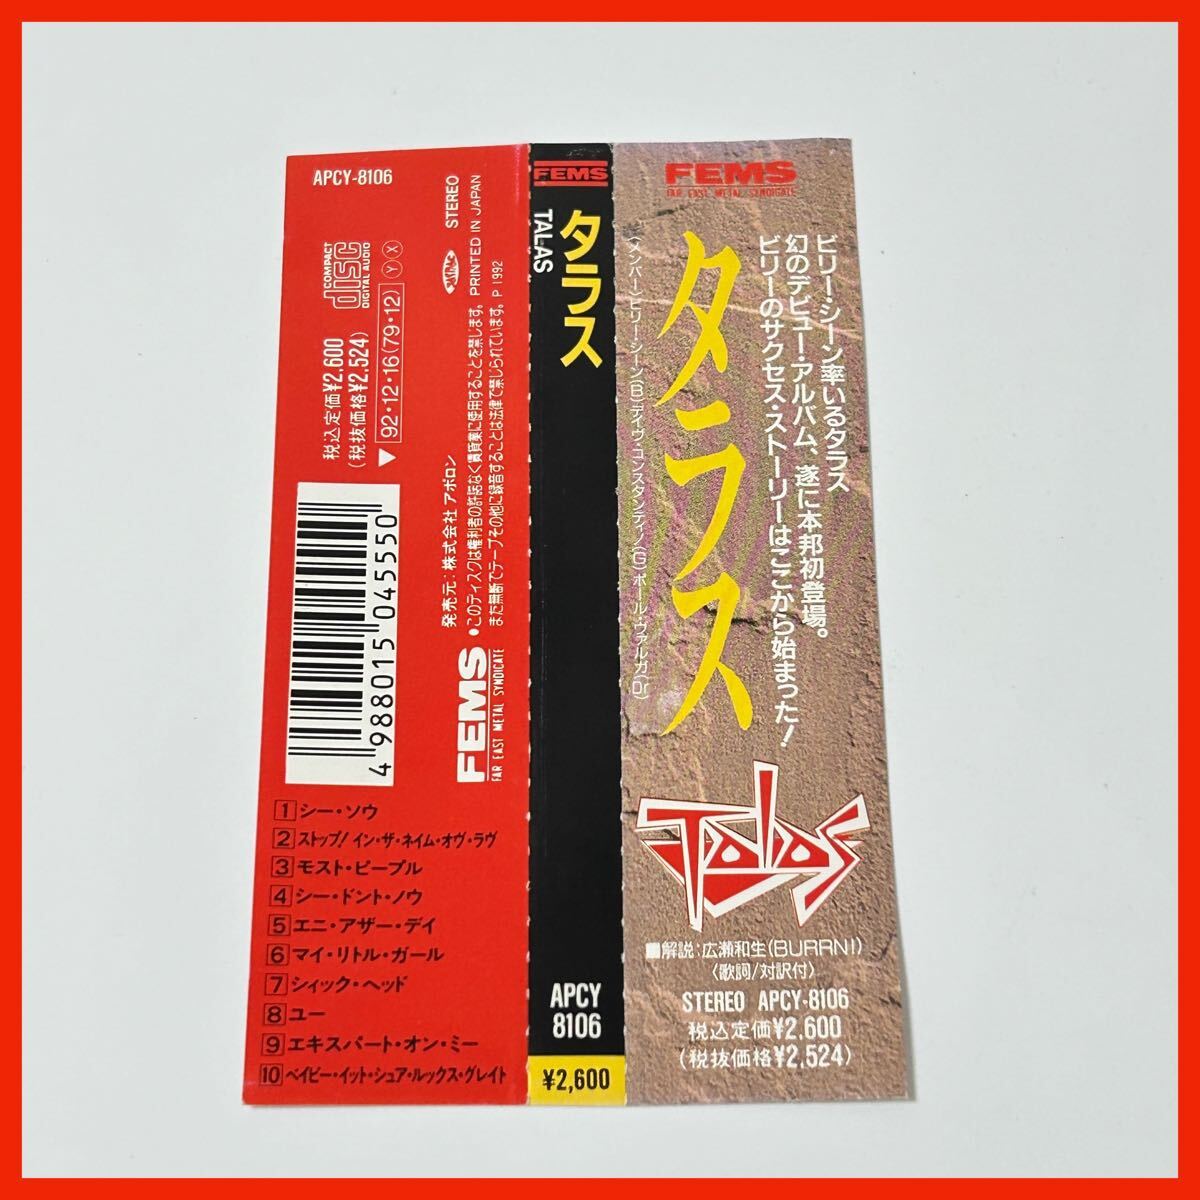 APCY-8106
COMPACT
disc
DIGITAL AUDIO
税込定価¥2,600
(税抜価格¥2,524)
▼92・12・16(79・12)
Ⓨ Ⓧ
STEREO
発売元:株式会社 アポロン
●このディスクは権利者の許諾なく賃貸業に使用することを禁じます。PRINTED IN JAPAN
また無断でテープその他に録音することは法律で禁じられています。P 1992
4 988015 045550
FEMS
FAR EAST METAL SYNDICATE
1 シー・ソウ
2 ストップ!イン・ザ・ネイム・オヴ・ラヴ
3 モスト・ピープル
4 シー・ドント・ノウ
5 エニ・アザー・デイ
6 マイ・リトル・ガール
7 シィック・ヘッド
8 ユー
9 エキスパート・オン・ミー
10 ベイビー・イット・シュア・ルックス・グレイト
FEMS
タラス
TALAS
APCY
8106
¥2,600
FEMS
FAR EAST METAL SYNDICATE
ビリー・シーン率いるタラス
幻のデビュー・アルバム、遂に本邦初登場。
ビリーのサクセス・ストーリーはここから始まった!
タラス
(メンバー)ビリー・シーン(B)デイヴ・コンスタンティノ(G)ポール・ヴァルガ(Dr)
Talas
■解説:広瀬和生(BURRN!)
〈歌詞/対訳付〉
STEREO APCY-8106
税込定価¥2,600
(税抜価格¥2,524)